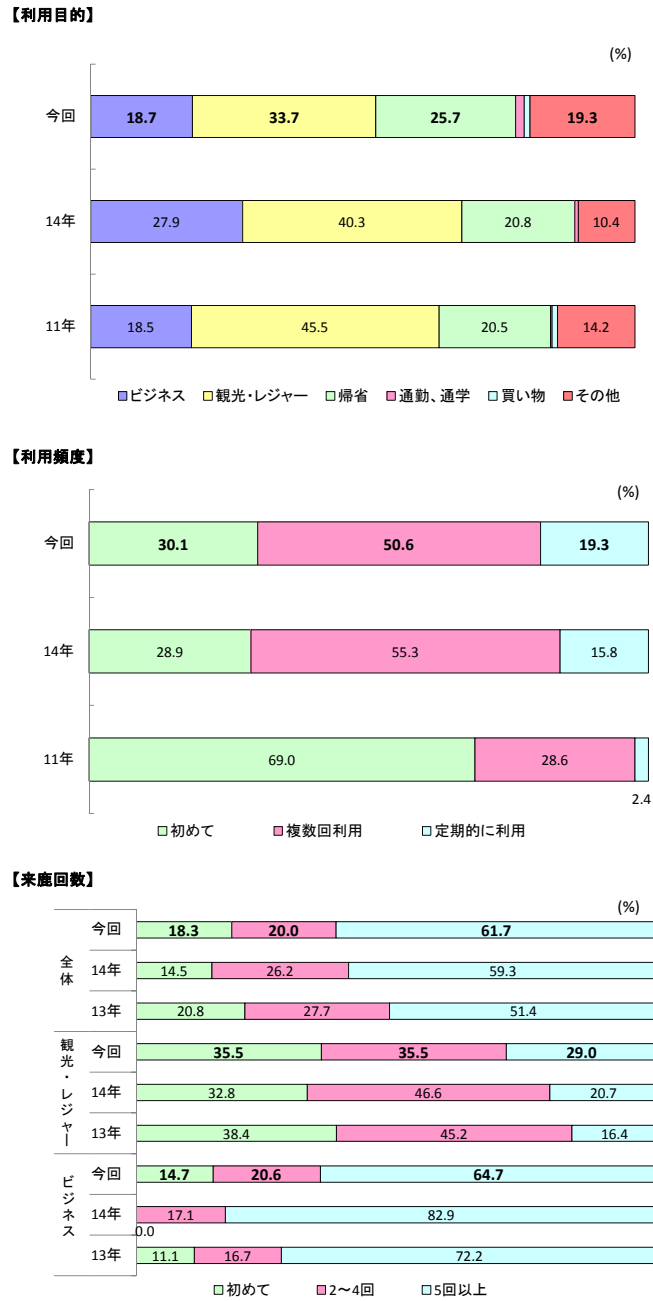 【利用目的】
(%)
今回 18.7 33.7 25.7 19.3
14年 27.9 40.3 20.8 10.4
11年 18.5 45.5 20.5 14.2
ビジネス 観光・レジャー 帰省 通勤、通学 買い物 その他
【利用頻度】
(%)
今回 30.1 50.6 19.3
14年 28.9 55.3 15.8
11年 69.0 28.6 2.4
初めて 複数回利用 定期的に利用
【来鹿回数】
(%)
全体
今回 18.3 20.0 61.7
14年 14.5 26.2 59.3
13年 20.8 27.7 51.4
観光・レジャー
今回 35.5 35.5 29.0
14年 32.8 46.6 20.7
13年 38.4 45.2 16.4
ビジネス
今回 14.7 20.6 64.7
14年 0.0 17.1 82.9
13年 11.1 16.7 72.2
初めて 2～4回 5回以上